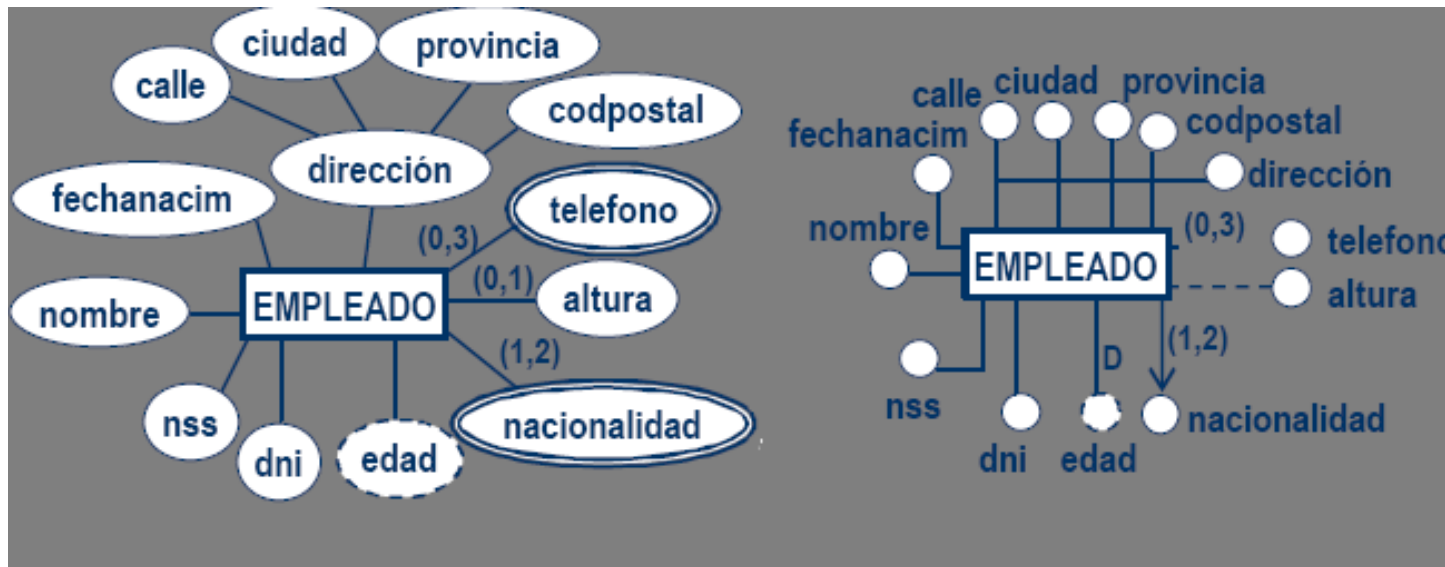 ciudad
provincia
calle
codpostal
dirección
fechanacim
telefono
(0,3)
(0,1)
EMPLEADO
altura
nombre
(1,2)
nss
dni
edad
nacionalidad
ciudad
provincia
calle
codpostal
fechanacim
dirección
nombre
(0,3)
telefono
EMPLEADO
altura
(1,2)
D
nss
nacionalidad
dni
edad